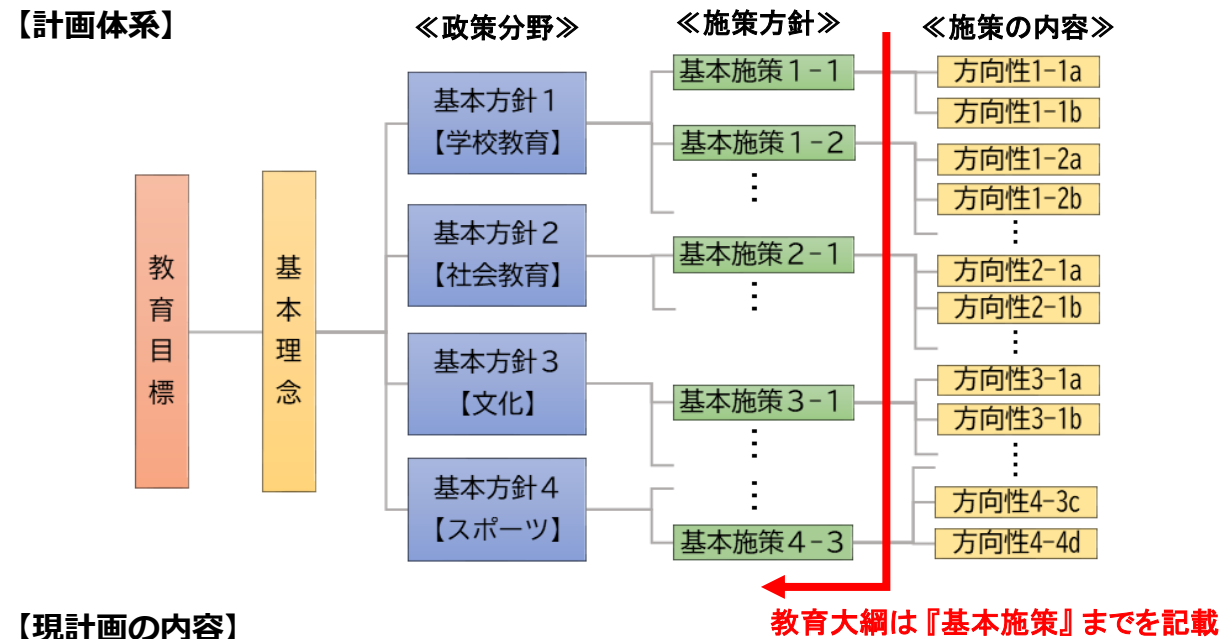 【計画体系】
≪政策分野≫
≪施策方針≫
≪施策の内容≫
教育目標
基本理念
基本方針１
【学校教育】
基本方針２
【社会教育】
基本方針３
【文化】
基本方針４
【スポーツ】
基本施策１-１
基本施策１-２
⋮
基本施策２-１
⋮
基本施策３-１
⋮
⋮
基本施策４-３
方向性1-1a
方向性1-1b
方向性1-2a
方向性1-2b
⋮
方向性2-1a
方向性2-1b
⋮
方向性3-1a
方向性3-1b
⋮
方向性4-3c
方向性4-4d
教育大綱は『基本施策』までを記載
【現計画の内容】